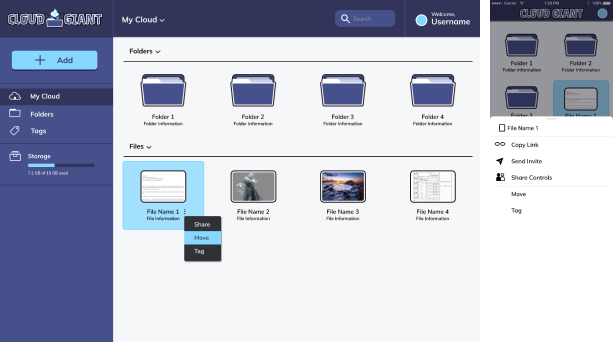 CLOUD GIANT
My Cloud
Search
Welcome,
Username
+ Add
My Cloud
Folders
Tags
Storage
7.2 GB of 15 GB used
Folders
Folder 1
Folder Information
Folder 2
Folder Information
Folder 3
Folder Information
Folder 4
Folder Information
Files
File Name 1
File Information
File Name 2
File Information
File Name 3
File Information
File Name 4
File Information
Share
Move
Tag
Carrier
1:20 PM
100%
CLOUD GIANT
Folder 1
Folder Information
Folder 2
Folder Information
File Name 1
Copy Link
Send Invite
Share Controls
Move
Tag